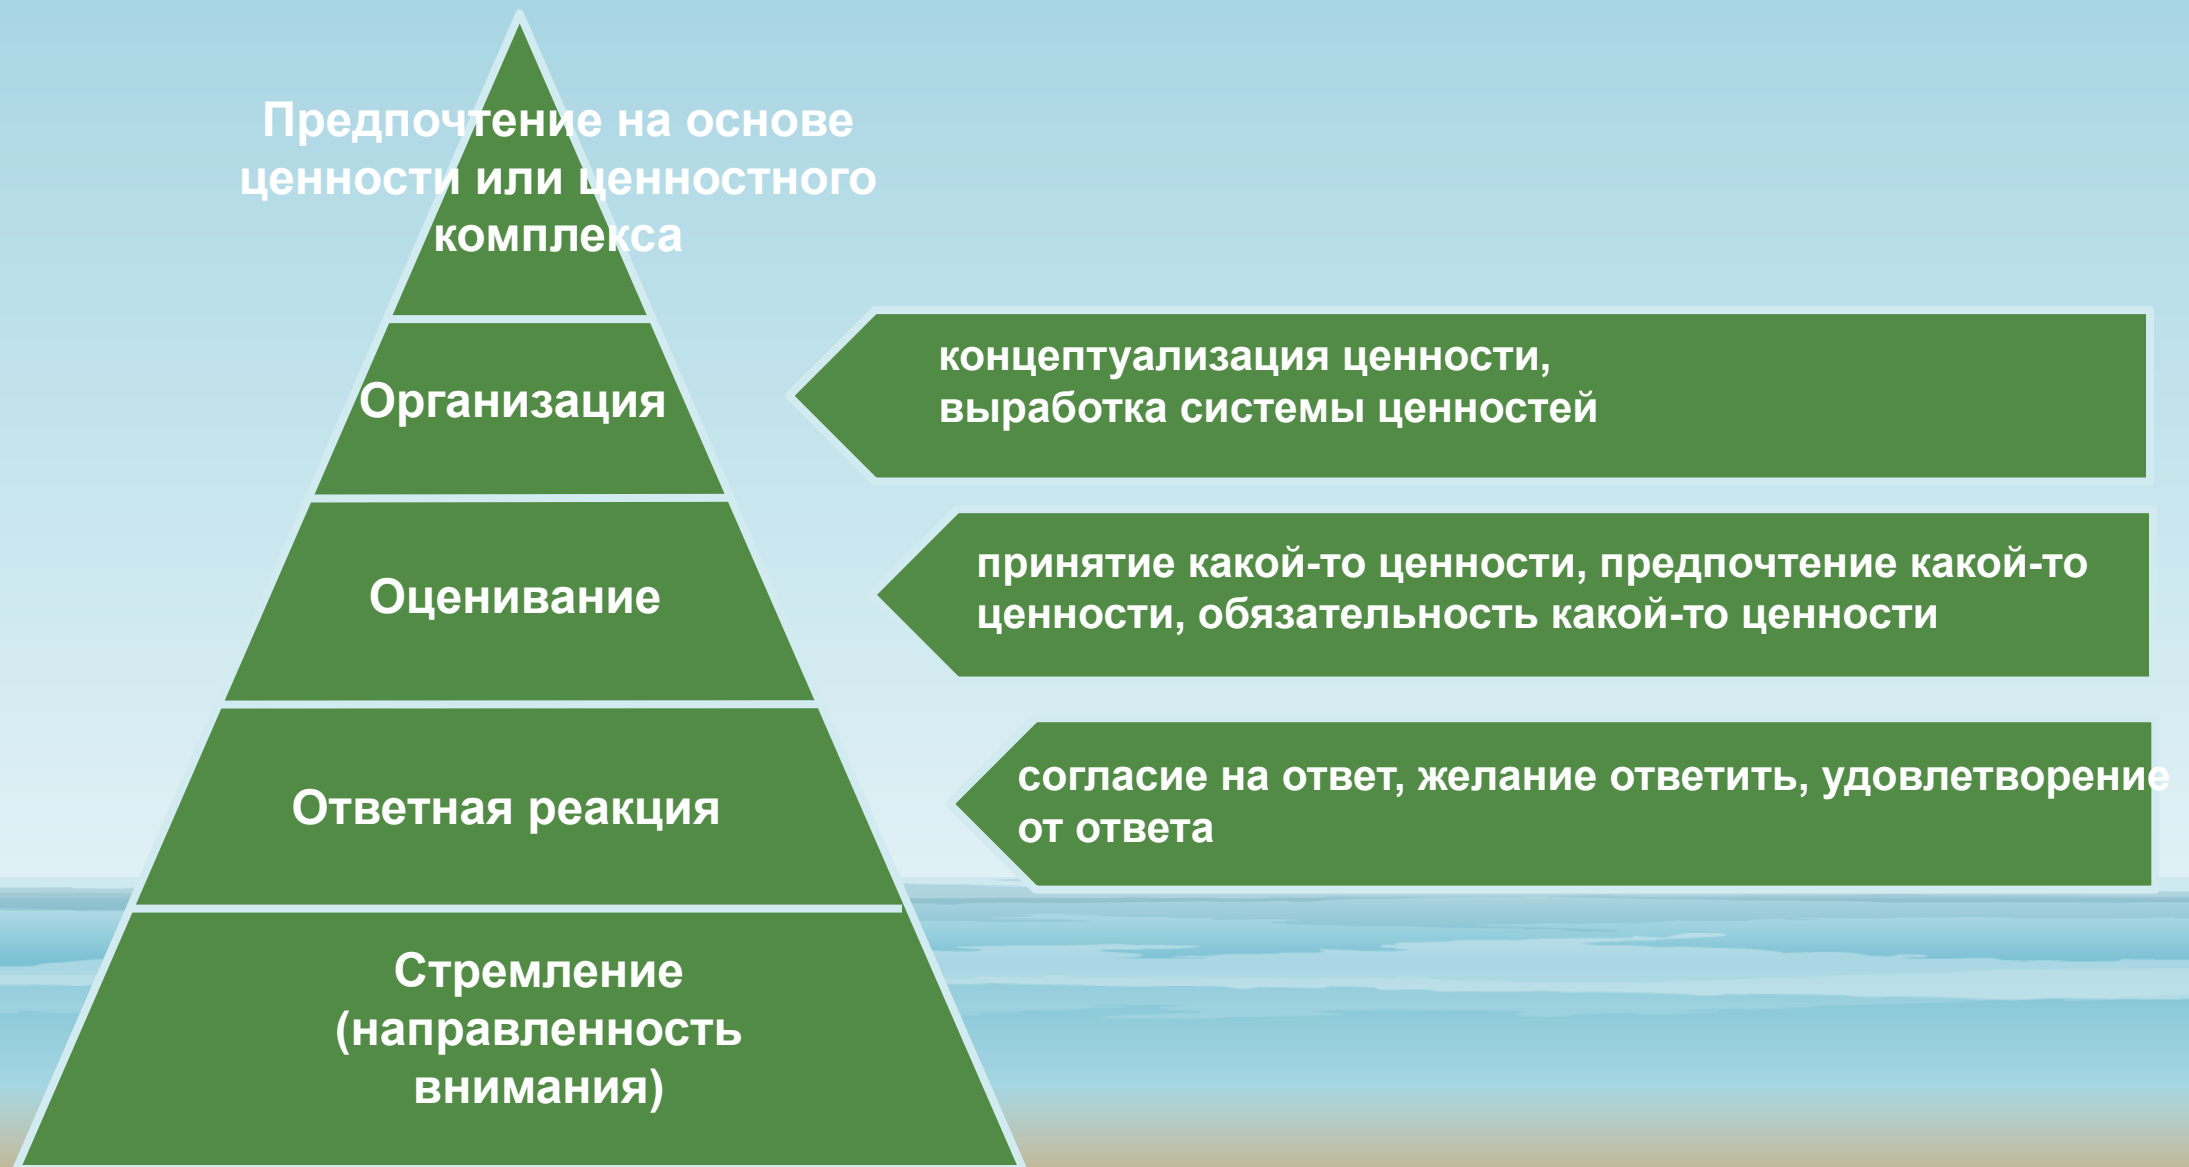 Предпочтение на основе
ценности или ценностного
комплекса
Организация
концептуализация ценности,
выработка системы ценностей
Оценивание
принятие какой-то ценности, предпочтение какой-то
ценности, обязательность какой-то ценности
Ответная реакция
согласие на ответ, желание ответить, удовлетворение
от ответа
Стремление
(направленность
внимания)